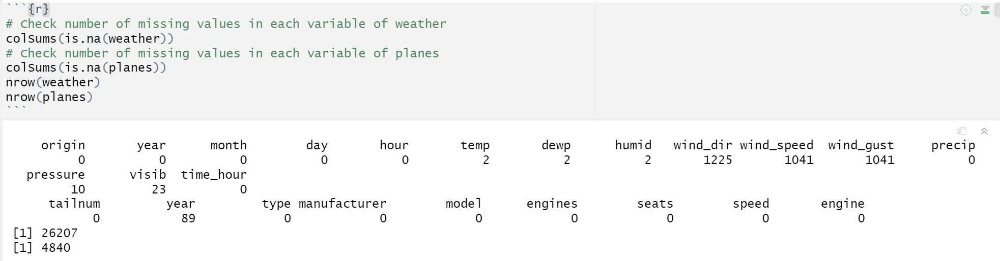 ```{r}
# Check number of missing values in each variable of weather
colSums(is.na(weather))
# Check number of missing values in each variable of planes
colSums(is.na(planes))
nrow(weather)
nrow(planes)
```
origin year month day hour temp dewp humid wind_dir wind_speed wind_gust precip
0 0 0 0 0 2 2 2 1225 1041 1041 0
pressure visib time_hour
10 23 0
tailnum year type manufacturer model engines seats speed engine
0 89 0 0 0 0 0 0 0
[1] 26207
[1] 4840